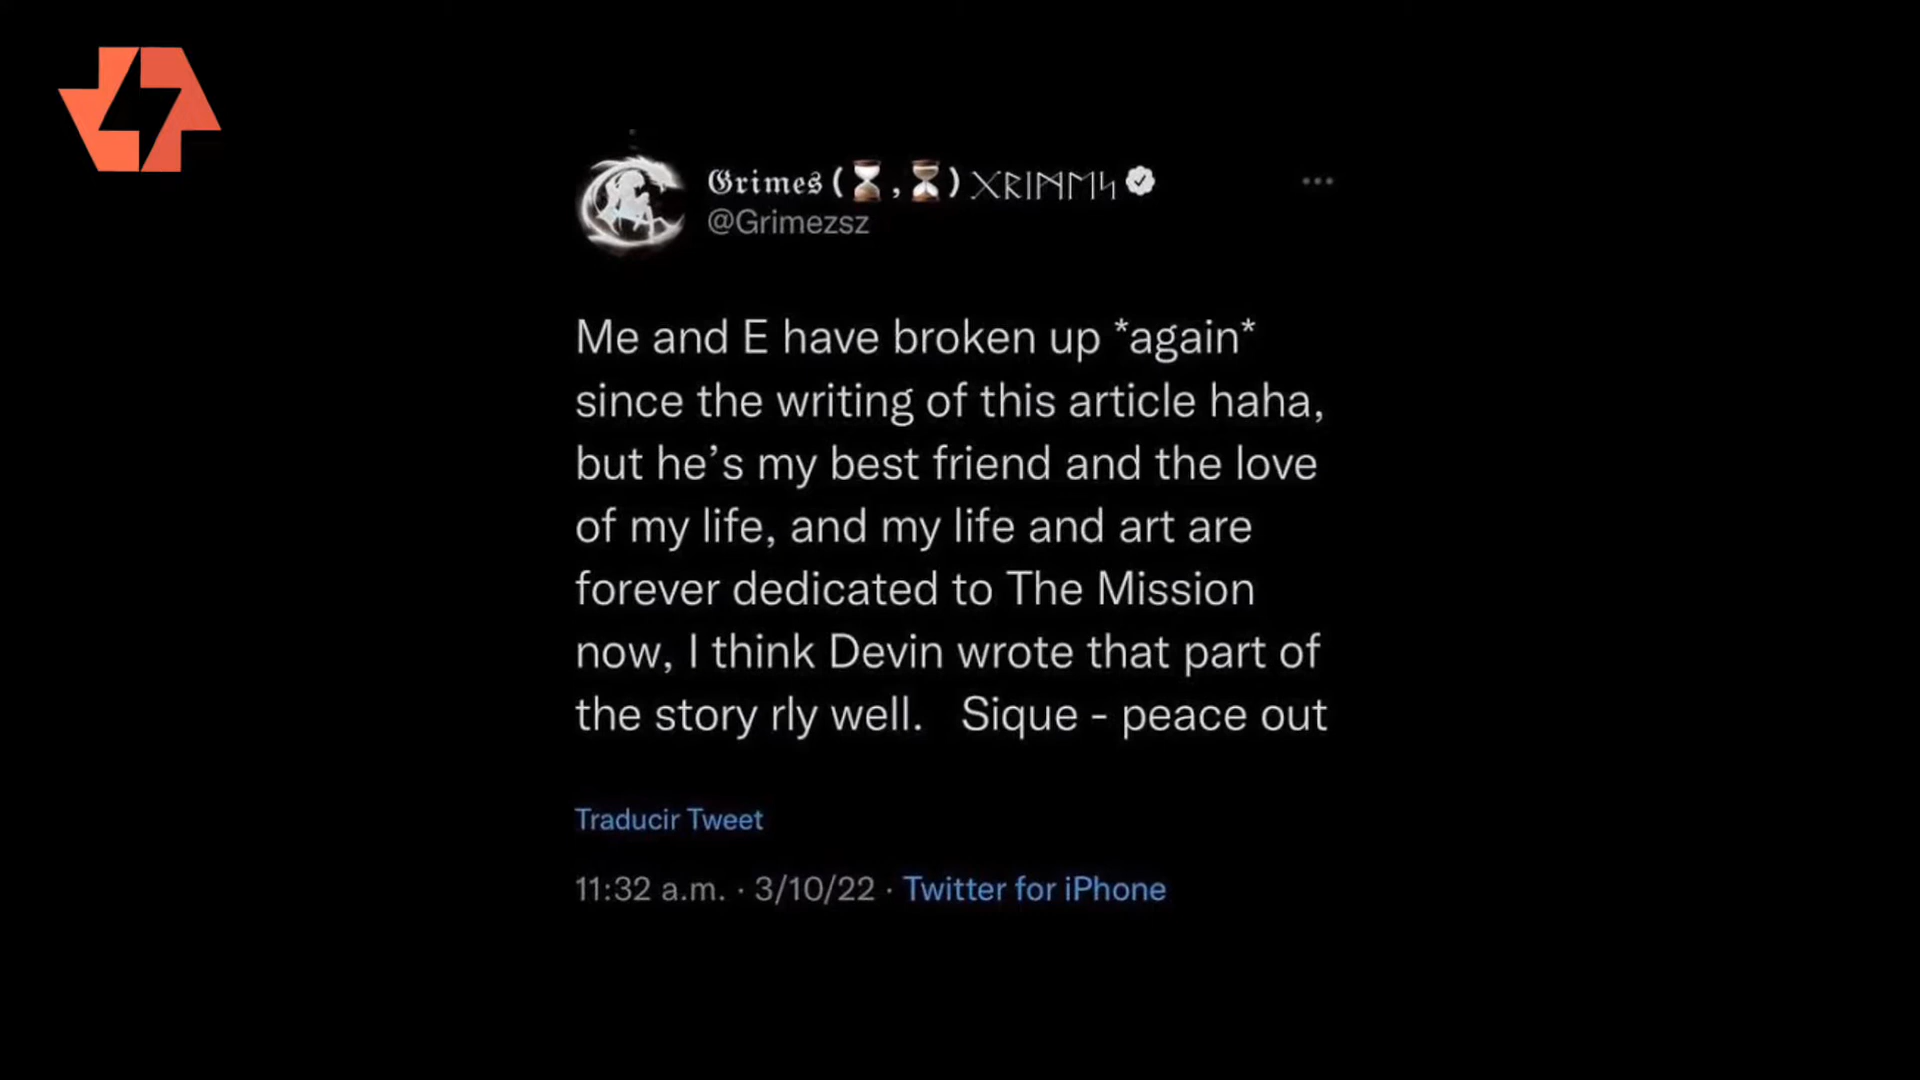 𝕲𝖗𝖎𝖒𝖊𝖘 (⏳,⏳) ᚷᚱIᛗᛖᛋ
@Grimezsz
Me and E have broken up *again*
since the writing of this article haha,
but he’s my best friend and the love
of my life, and my life and art are
forever dedicated to The Mission
now, I think Devin wrote that part of
the story rly well.   Sique - peace out
Traducir Tweet
11:32 a.m. · 3/10/22 · Twitter for iPhone